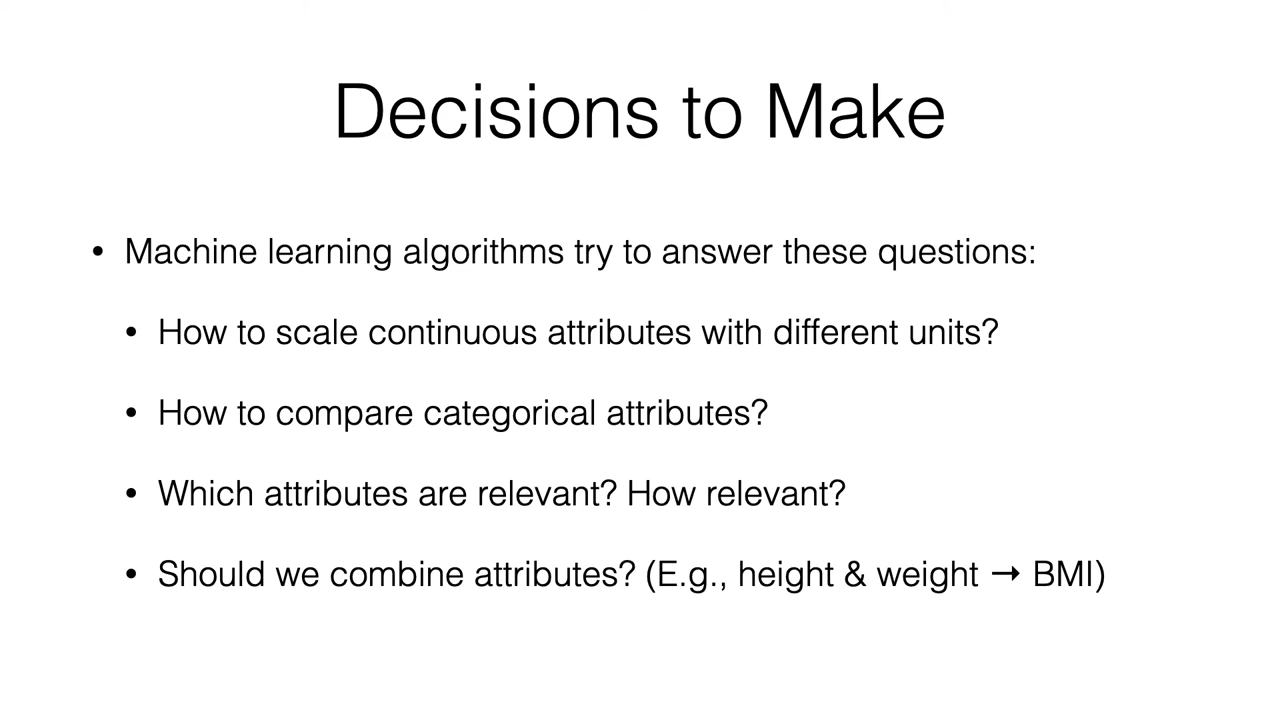 Decisions to Make
• Machine learning algorithms try to answer these questions:
• How to scale continuous attributes with different units?
• How to compare categorical attributes?
• Which attributes are relevant? How relevant?
• Should we combine attributes? (E.g., height & weight → BMI)